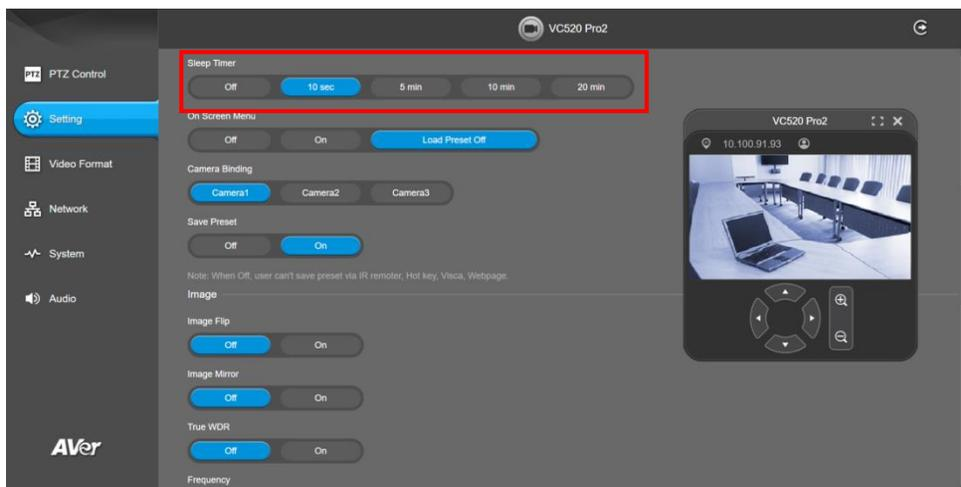 VC520 Pro2
PTZ PTZ Control
Setting
Video Format
Network
System
Audio
AVer
Sleep Timer
Off 10 sec 5 min 10 min 20 min
On Screen Menu
Off On Load Preset Off
Camera Binding
Camera1 Camera2 Camera3
Save Preset
Off On
Note: When Off, user can't save preset via IR remoter, Hot key, Visca, Webpage.
Image
Image Flip
Off On
Image Mirror
Off On
True WDR
Off On
Frequency
VC520 Pro2
10.100.91.93